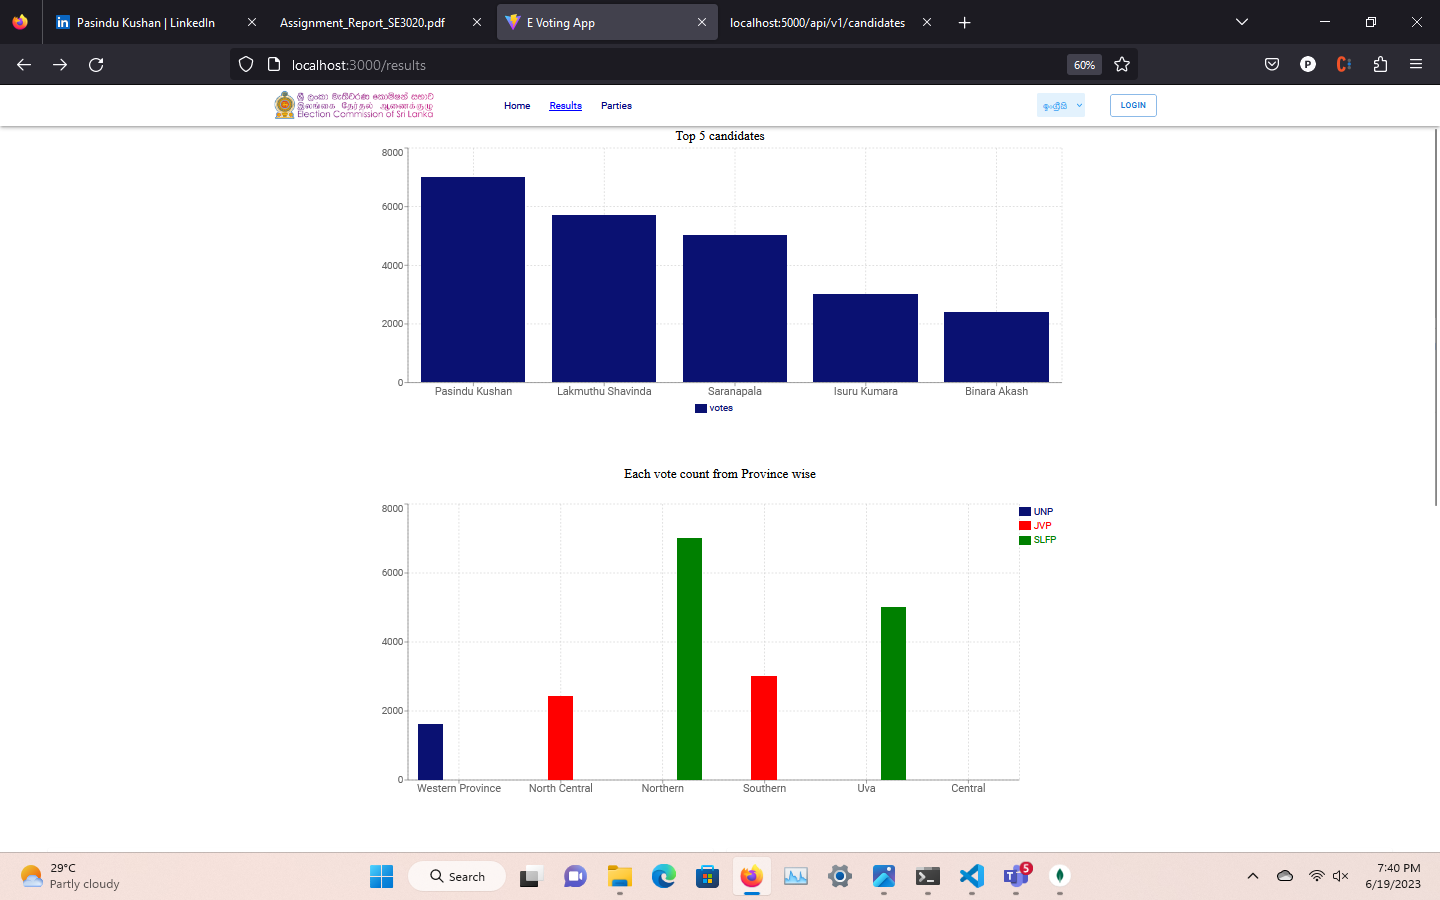 Pasindu Kushan | LinkedIn
Assignment_Report_SE3020.pdf
E Voting App
localhost:5000/api/v1/candidates
localhost:3000/results
60%
P
ශ්‍රී ලංකා මැතිවරණ කොමිෂන් සභාව
இலங்கை தேர்தல் ஆணைக்குழு
Election Commission of Sri Lanka
Home
Results
Parties
ඉංග්‍රීසි
LOGIN
Top 5 candidates
8000
6000
4000
2000
0
Pasindu Kushan
Lakmuthu Shavinda
Saranapala
Isuru Kumara
Binara Akash
votes
Each vote count from Province wise
8000
6000
4000
2000
0
UNP
JVP
SLFP
Western Province
North Central
Northern
Southern
Uva
Central
29°C
Partly cloudy
Search
5
7:40 PM
6/19/2023